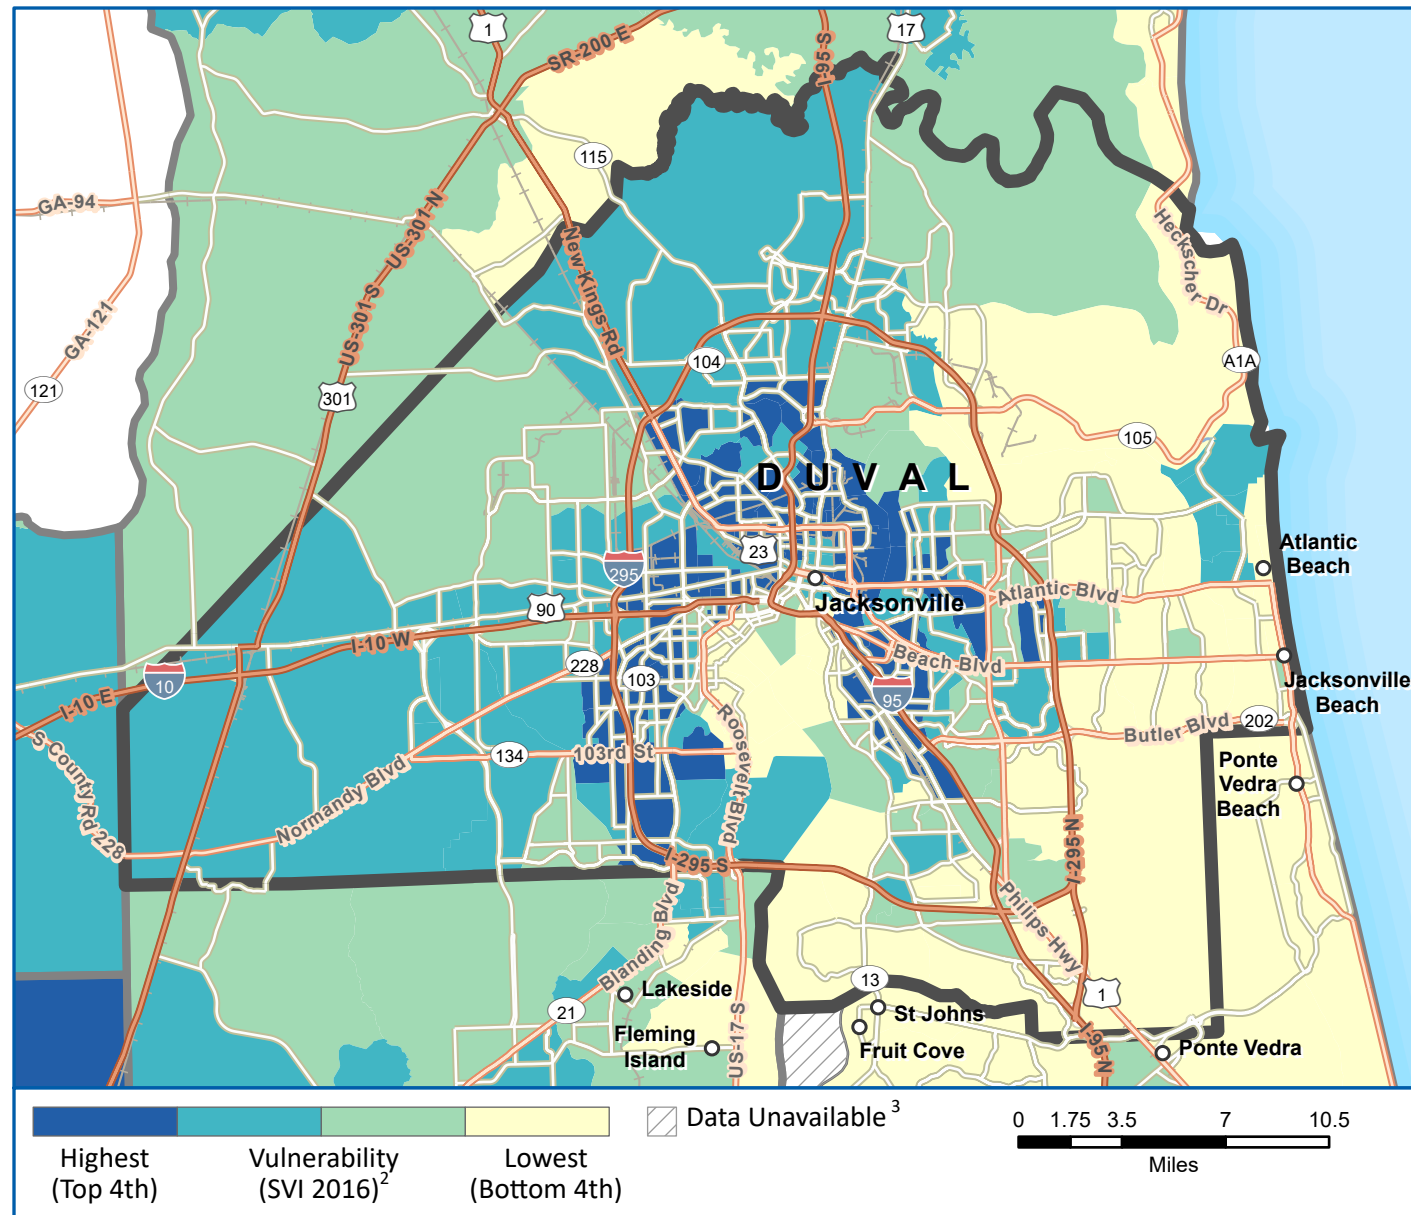 1
SR-200 E
I-95 S
17
115
GA-94
US-301 N
New Kings Rd
Heckscher Dr
GA-121
US-301 S
121
301
104
A1A
105
DUVAL
295
23
Atlantic
Beach
90
Jacksonville
Atlantic Blvd
I-10 W
228
103
Beach Blvd
10
I-10 E
95
Jacksonville
Beach
202
Butler Blvd
S County Rd 228
Normandy Blvd
134
103rd St
Roosevelt Blvd
Ponte
Vedra
Beach
I-295 N
I-295 S
Blanding Blvd
Philips Hwy
Lakeside
21
13
St Johns
1
Fleming
Island
US-17 S
Fruit Cove
I-95 N
Ponte Vedra
Data Unavailable 3
Highest
(Top 4th)
Vulnerability
(SVI 2016)2
Lowest
(Bottom 4th)
0 1.75 3.5 7 10.5
Miles